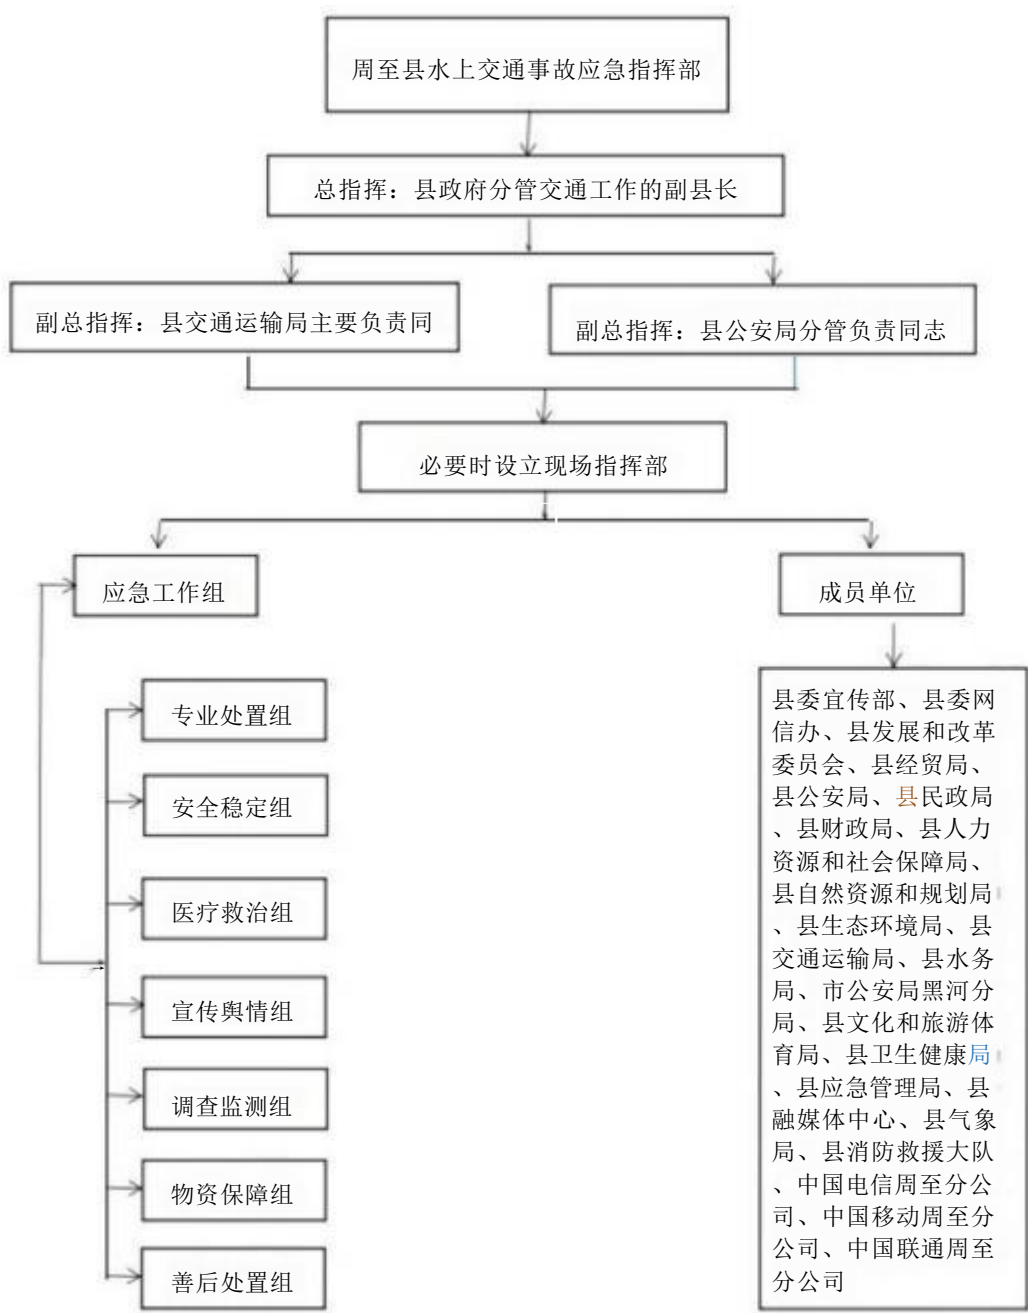 周至县水上交通事故应急指挥部
总指挥：县政府分管交通工作的副县长
副总指挥：县交通运输局主要负责同
副总指挥：县公安局分管负责同志
必要时设立现场指挥部
应急工作组
成员单位
专业处置组
安全稳定组
医疗救治组
宣传舆情组
调查监测组
物资保障组
善后处置组
县委宜传部、县委网
信办、县发展和改革
委员会、县经贸局、
县公安局、县民政局
、县财政局、县人力
资源和社会保障局、
县自然资源和规划局
、县生态环境局、县
交通运输局、县水务
局、市公安局黑河分
局、县文化和旅游体
育局、县卫生健康局
、县应急管理局、县
融媒体中心、县气象
局、县消防救援大队
、中国电信周至分公
司、中国移动周至分
公司、中国联通周至
分公司